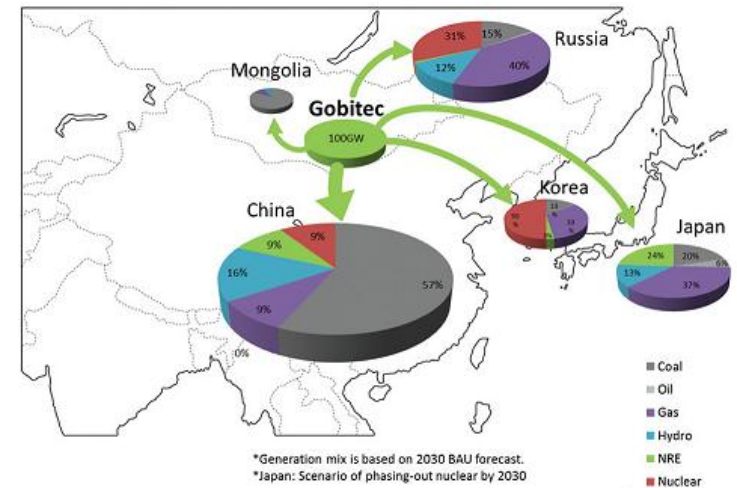 Russia
31%
15%
12%
40%
Mongolia
Gobitec
100GW
Korea
China
9%
9%
16%
57%
9%
0%
Japan
24%
20%
6%
13%
37%
Coal
Oil
Gas
Hydro
NRE
Nuclear
*Generation mix is based on 2030 BAU forecast.
*Japan: Scenario of phasing-out nuclear by 2030